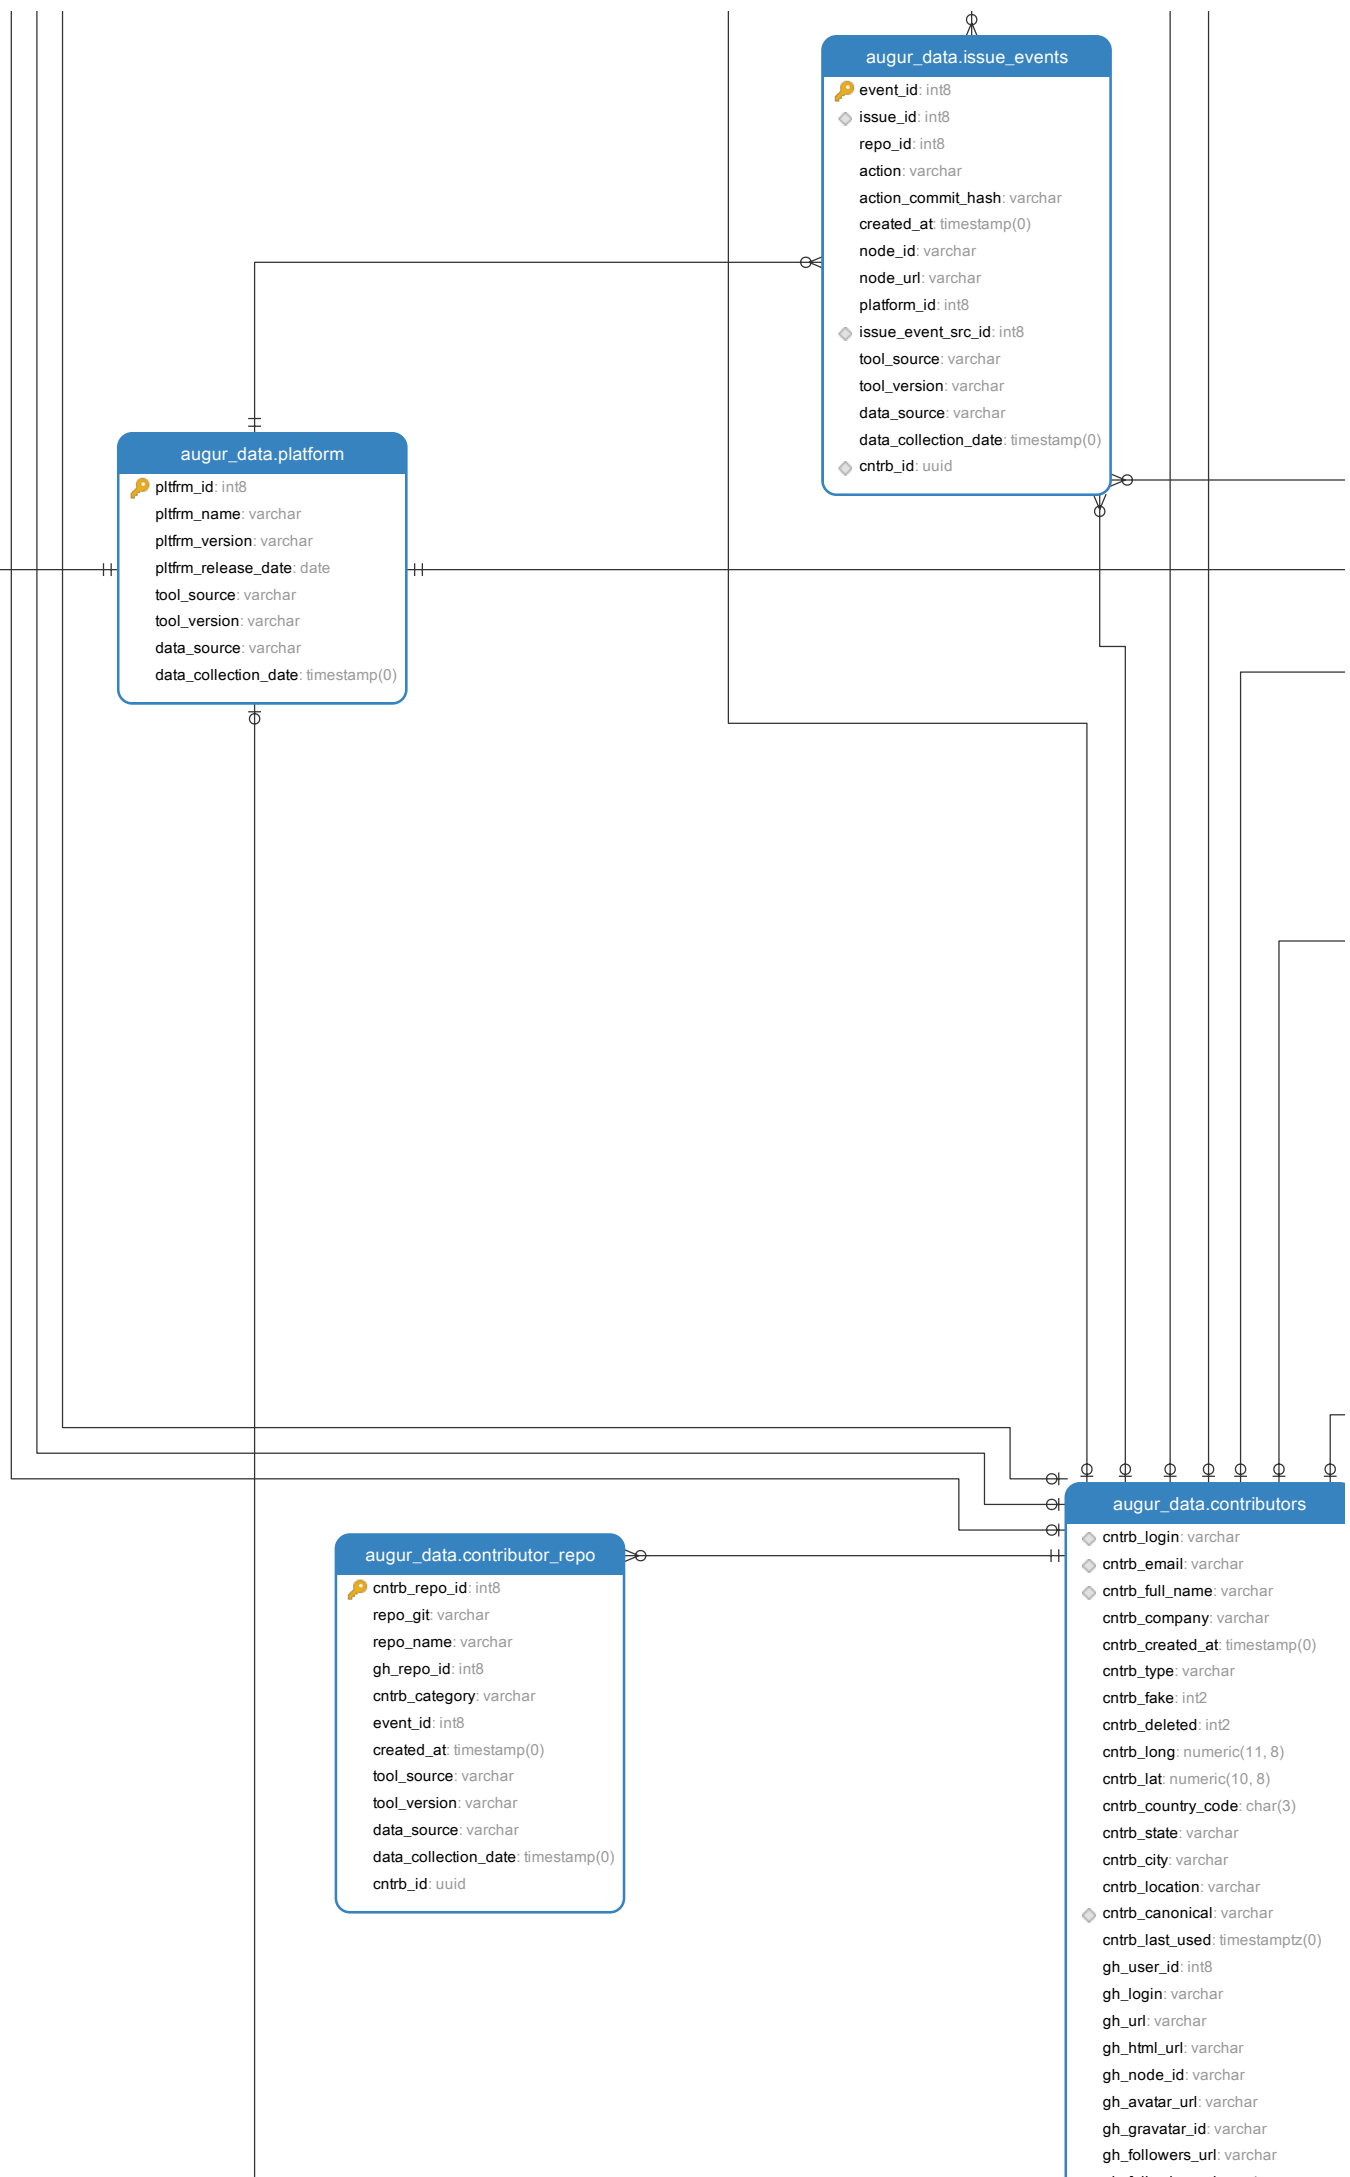 augur_data.issue_events
event_id: int8
issue_id: int8
repo_id: int8
action: varchar
action_commit_hash: varchar
created_at: timestamp(0)
node_id: varchar
node_url: varchar
platform_id: int8
issue_event_src_id: int8
tool_source: varchar
tool_version: varchar
data_source: varchar
data_collection_date: timestamp(0)
cntrb_id: uuid
augur_data.platform
pltfrm_id: int8
pltfrm_name: varchar
pltfrm_version: varchar
pltfrm_release_date: date
tool_source: varchar
tool_version: varchar
data_source: varchar
data_collection_date: timestamp(0)
augur_data.contributor_repo
cntrb_repo_id: int8
repo_git: varchar
repo_name: varchar
gh_repo_id: int8
cntrb_category: varchar
event_id: int8
created_at: timestamp(0)
tool_source: varchar
tool_version: varchar
data_source: varchar
data_collection_date: timestamp(0)
cntrb_id: uuid
augur_data.contributors
cntrb_login: varchar
cntrb_email: varchar
cntrb_full_name: varchar
cntrb_company: varchar
cntrb_created_at: timestamp(0)
cntrb_type: varchar
cntrb_fake: int2
cntrb_deleted: int2
cntrb_long: numeric(11, 8)
cntrb_lat: numeric(10, 8)
cntrb_country_code: char(3)
cntrb_state: varchar
cntrb_city: varchar
cntrb_location: varchar
cntrb_canonical: varchar
cntrb_last_used: timestamptz(0)
gh_user_id: int8
gh_login: varchar
gh_url: varchar
gh_html_url: varchar
gh_node_id: varchar
gh_avatar_url: varchar
gh_gravatar_id: varchar
gh_followers_url: varchar